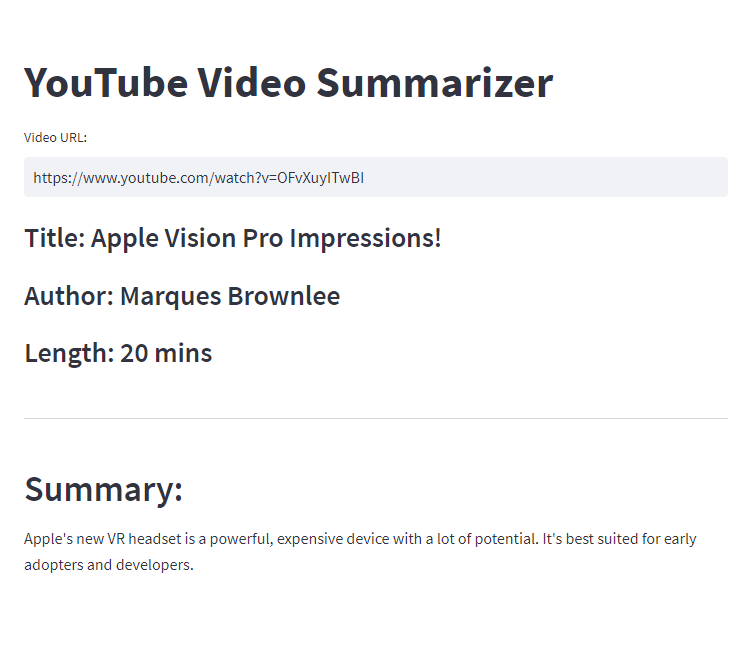 YouTube Video Summarizer
Video URL:
https://www.youtube.com/watch?v=OFvXuyITwBI
Title: Apple Vision Pro Impressions!
Author: Marques Brownlee
Length: 20 mins
Summary:
Apple's new VR headset is a powerful, expensive device with a lot of potential. It's best suited for early
adopters and developers.